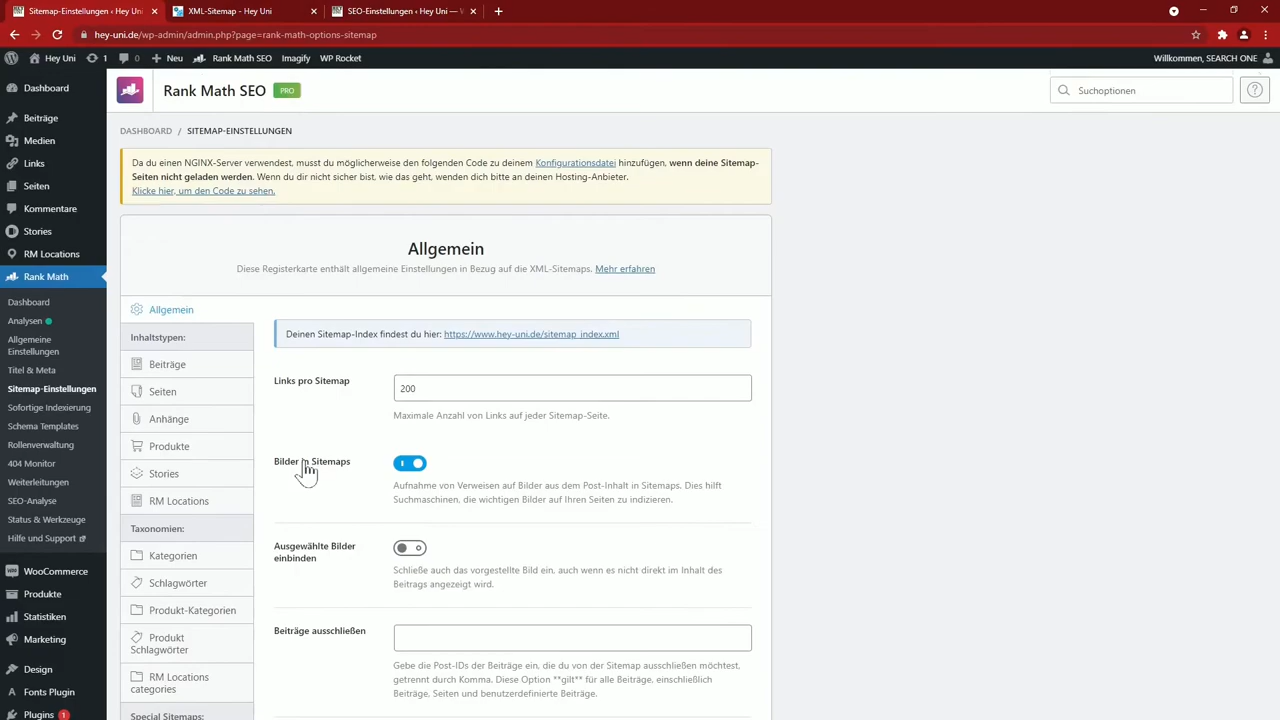 Sitemap-Einstellungen ‹ Hey Uni
XML-Sitemap - Hey Uni
SEO-Einstellungen ‹ Hey Uni — W
hey-uni.de/wp-admin/admin.php?page=rank-math-options-sitemap
Hey Uni
1
0
Neu
Rank Math SEO
Imagify
WP Rocket
Willkommen, SEARCH ONE
Dashboard
Beiträge
Medien
Links
Seiten
Kommentare
Stories
RM Locations
Rank Math
Dashboard
Analysen
Allgemeine
Einstellungen
Titel & Meta
Sitemap-Einstellungen
Sofortige Indexierung
Schema Templates
Rollenverwaltung
404 Monitor
Weiterleitungen
SEO-Analyse
Status & Werkzeuge
Hilfe und Support
WooCommerce
Produkte
Statistiken
Marketing
Design
Fonts Plugin
Plugins 1
Rank Math SEO
PRO
Suchoptionen
DASHBOARD / SITEMAP-EINSTELLUNGEN
Da du einen NGINX-Server verwendest, musst du möglicherweise den folgenden Code zu deinem Konfigurationsdatei hinzufügen, wenn deine Sitemap-
Seiten nicht geladen werden. Wenn du dir nicht sicher bist, wie das geht, wenden dich bitte an deinen Hosting-Anbieter.
Klicke hier, um den Code zu sehen.
Allgemein
Diese Registerkarte enthält allgemeine Einstellungen in Bezug auf die XML-Sitemaps. Mehr erfahren
Allgemein
Inhaltstypen:
Beiträge
Seiten
Anhänge
Produkte
Stories
RM Locations
Taxonomien:
Kategorien
Schlagwörter
Produkt-Kategorien
Produkt
Schlagwörter
RM Locations
categories
Special Sitemaps:
Deinen Sitemap-Index findest du hier: https://www.hey-uni.de/sitemap_index.xml
Links pro Sitemap
200
Maximale Anzahl von Links auf jeder Sitemap-Seite.
Bilder in Sitemaps
Aufnahme von Verweisen auf Bilder aus dem Post-Inhalt in Sitemaps. Dies hilft
Suchmaschinen, die wichtigen Bilder auf Ihren Seiten zu indizieren.
Ausgewählte Bilder
einbinden
Schließe auch das vorgestellte Bild ein, auch wenn es nicht direkt im Inhalt des
Beitrags angezeigt wird.
Beiträge ausschließen
Gebe die Post-IDs der Beiträge ein, die du von der Sitemap ausschließen möchtest,
getrennt durch Komma. Diese Option **gilt** für alle Beiträge, einschließlich
Beiträge, Seiten und benutzerdefinierte Beiträge.